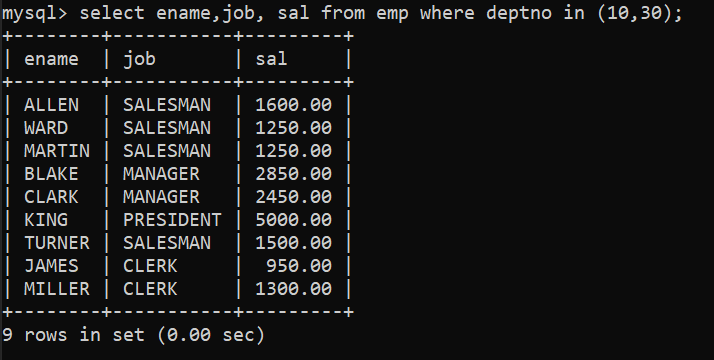 mysql> select ename,job, sal from emp where deptno in (10,30);
+--------+-----------+---------+
| ename  | job       | sal     |
+--------+-----------+---------+
| ALLEN  | SALESMAN  | 1600.00 |
| WARD   | SALESMAN  | 1250.00 |
| MARTIN | SALESMAN  | 1250.00 |
| BLAKE  | MANAGER   | 2850.00 |
| CLARK  | MANAGER   | 2450.00 |
| KING   | PRESIDENT | 5000.00 |
| TURNER | SALESMAN  | 1500.00 |
| JAMES  | CLERK     |  950.00 |
| MILLER | CLERK     | 1300.00 |
+--------+-----------+---------+
9 rows in set (0.00 sec)